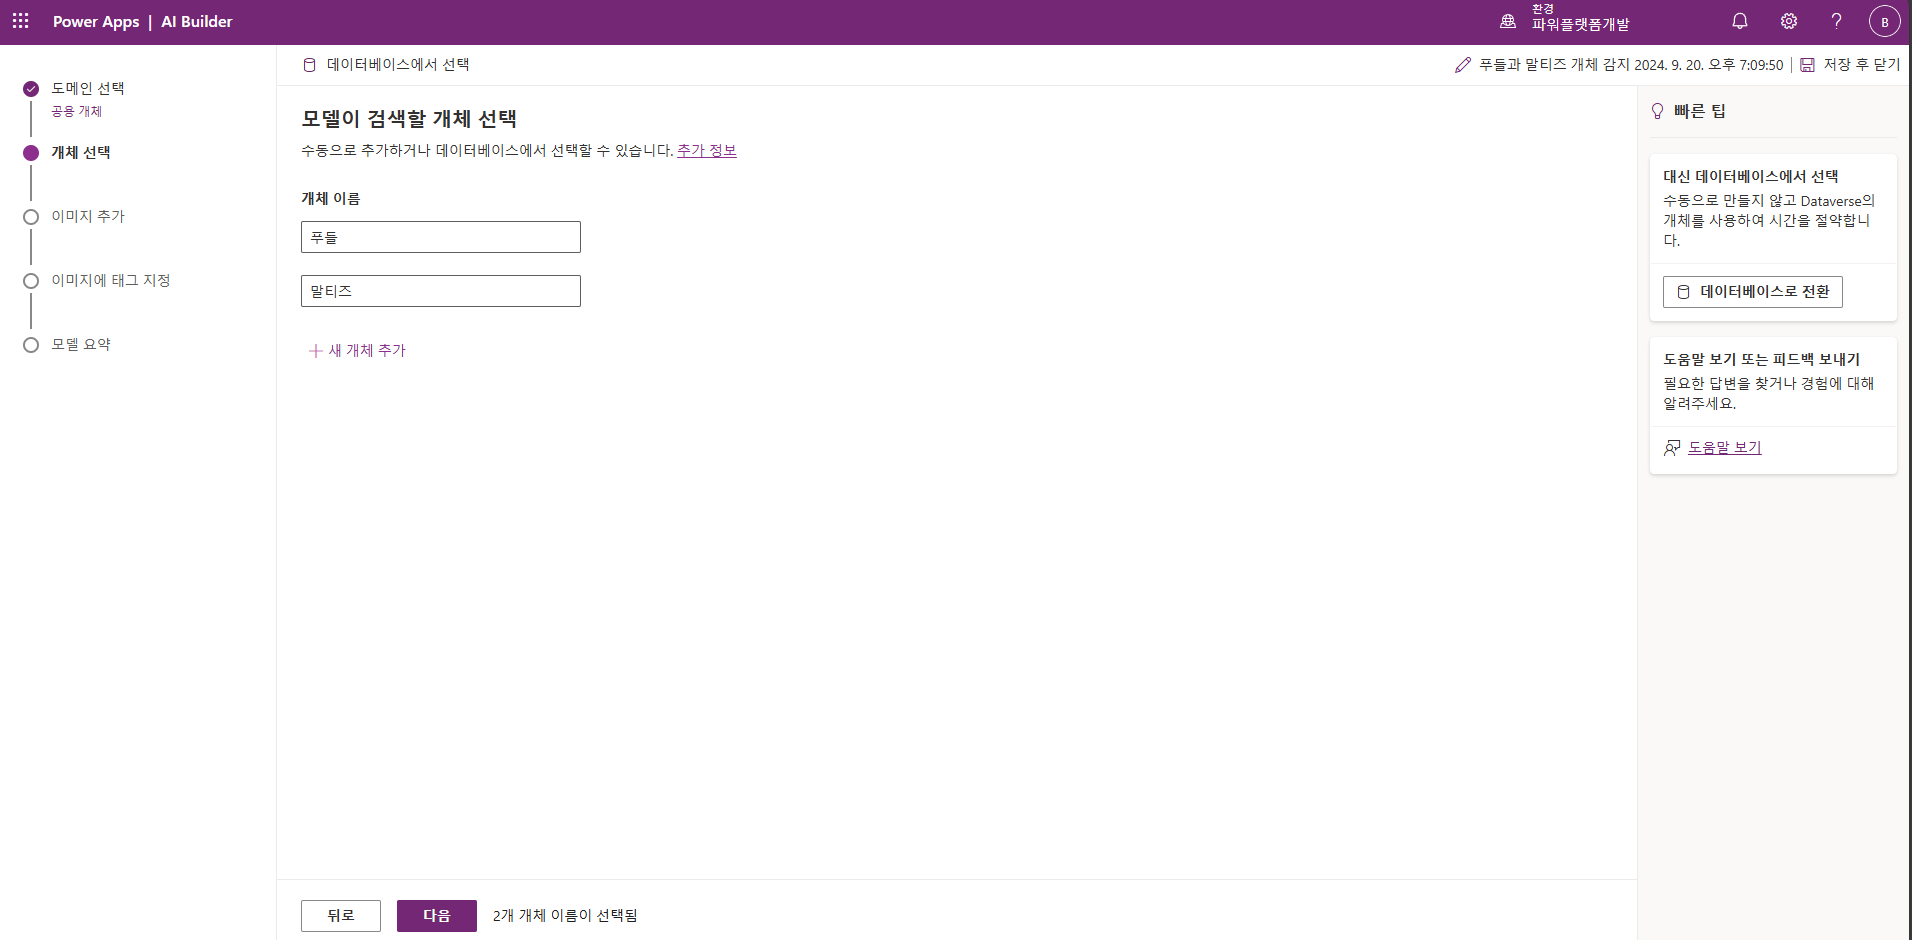 Power Apps | AI Builder
환경
파워플랫폼개발
B
도메인 선택
공용 개체
개체 선택
이미지 추가
이미지에 태그 지정
모델 요약
데이터베이스에서 선택
푸들과 말티즈 개체 감지 2024. 9. 20. 오후 7:09:50
저장 후 닫기
모델이 검색할 개체 선택
수동으로 추가하거나 데이터베이스에서 선택할 수 있습니다. 추가 정보
개체 이름
푸들
말티즈
새 개체 추가
뒤로
다음
2개 개체 이름이 선택됨
빠른 팁
대신 데이터베이스에서 선택
수동으로 만들지 않고 Dataverse의
개체를 사용하여 시간을 절약합니
다.
데이터베이스로 전환
도움말 보기 또는 피드백 보내기
필요한 답변을 찾거나 경험에 대해
알려주세요.
도움말 보기